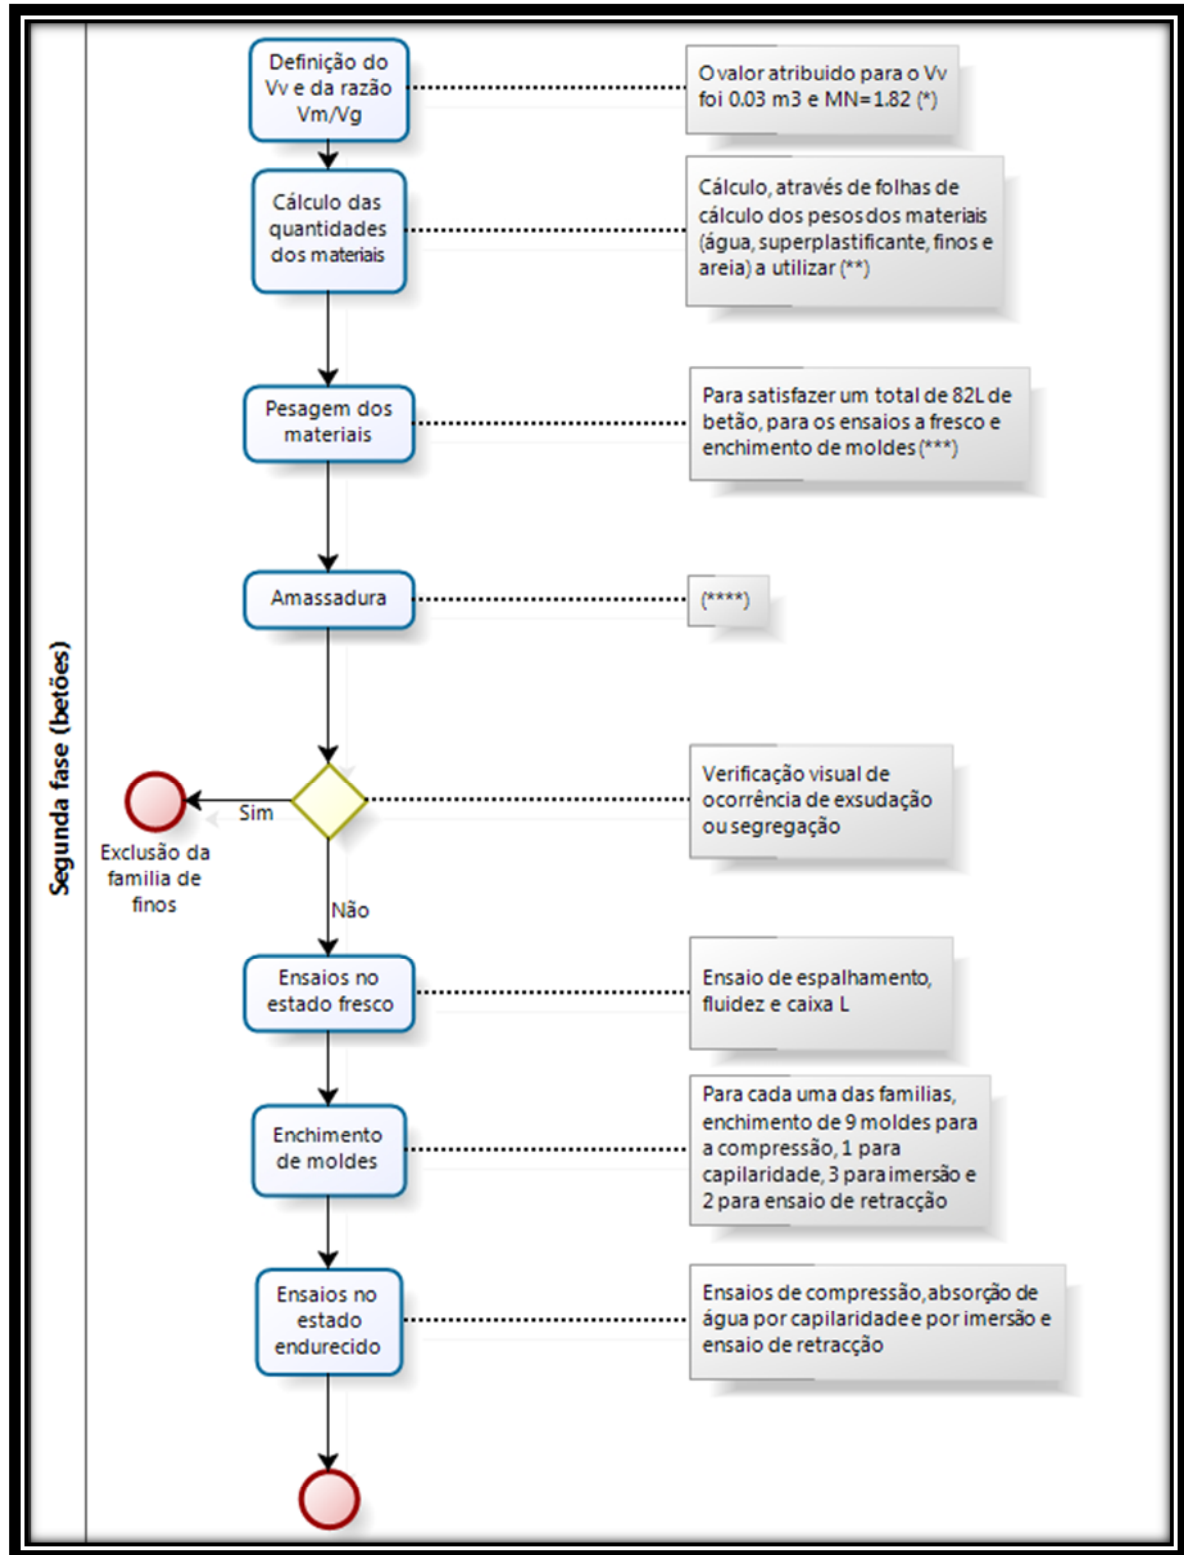 Segunda fase (betões)
Definição do
Vv e da razão
Vm/Vg
O valor atribuido para o Vv
foi 0.03 m3 e MN=1.82 (*)
Cálculo das
quantidades
dos materiais
Cálculo, através de folhas de
cálculo dos pesos dos materiais
(água, superplastificante, finos e
areia) a utilizar (**)
Pesagem dos
materiais
Para satisfazer um total de 82L de
betão, para os ensaios a fresco e
enchimento de moldes (***)
Amassadura
(****)
Verificação visual de
ocorrência de exsudação
ou segregação
Sim
Exclusão da
familia de
finos
Não
Ensaios no
estado fresco
Ensaio de espalhamento,
fluidez e caixa L
Enchimento
de moldes
Para cada uma das familias,
enchimento de 9 moldes para
a compressão, 1 para
capilaridade, 3 para imersão e
2 para ensaio de retracção
Ensaios no
estado
endurecido
Ensaios de compressão, absorção de
água por capilaridade e por imersão e
ensaio de retracção